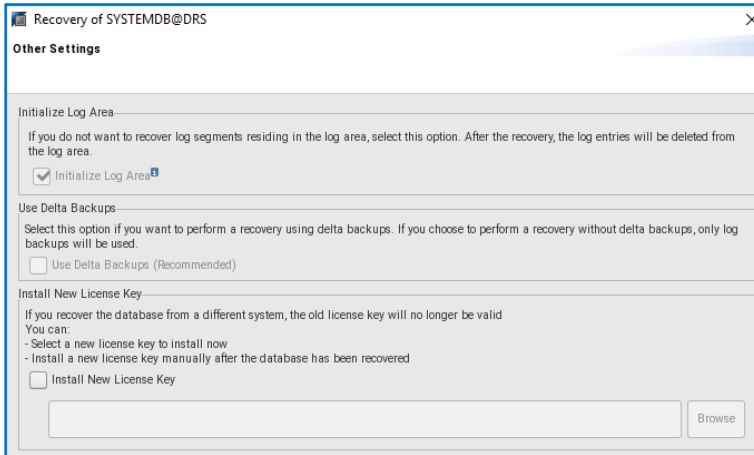 Recovery of SYSTEMDB@DRS
Other Settings
Initialize Log Area
If you do not want to recover log segments residing in the log area, select this option. After the recovery, the log entries will be deleted from
the log area.
Initialize Log Area
Use Delta Backups
Select this option if you want to perform a recovery using delta backups. If you choose to perform a recovery without delta backups, only log
backups will be used.
Use Delta Backups (Recommended)
Install New License Key
If you recover the database from a different system, the old license key will no longer be valid
You can:
- Select a new license key to install now
- Install a new license key manually after the database has been recovered
Install New License Key
Browse